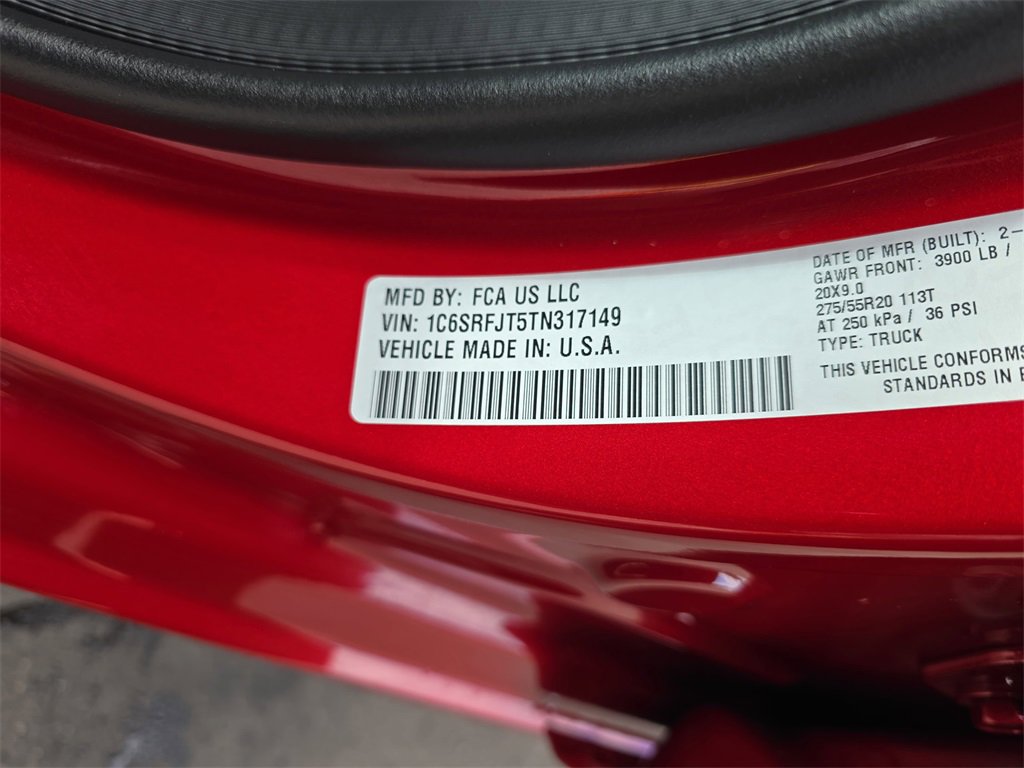 MFD BY: FCA US LLC
VIN: 1C6SRFJT5TN317149
VEHICLE MADE IN: U.S.A.
DATE OF MFR (BUILT): 2-
GAWR FRONT: 3900 LB /
20X9.0
275/55R20 113T
AT 250 kPa / 36 PSI
TYPE: TRUCK
THIS VEHICLE CONFORMS
STANDARDS IN